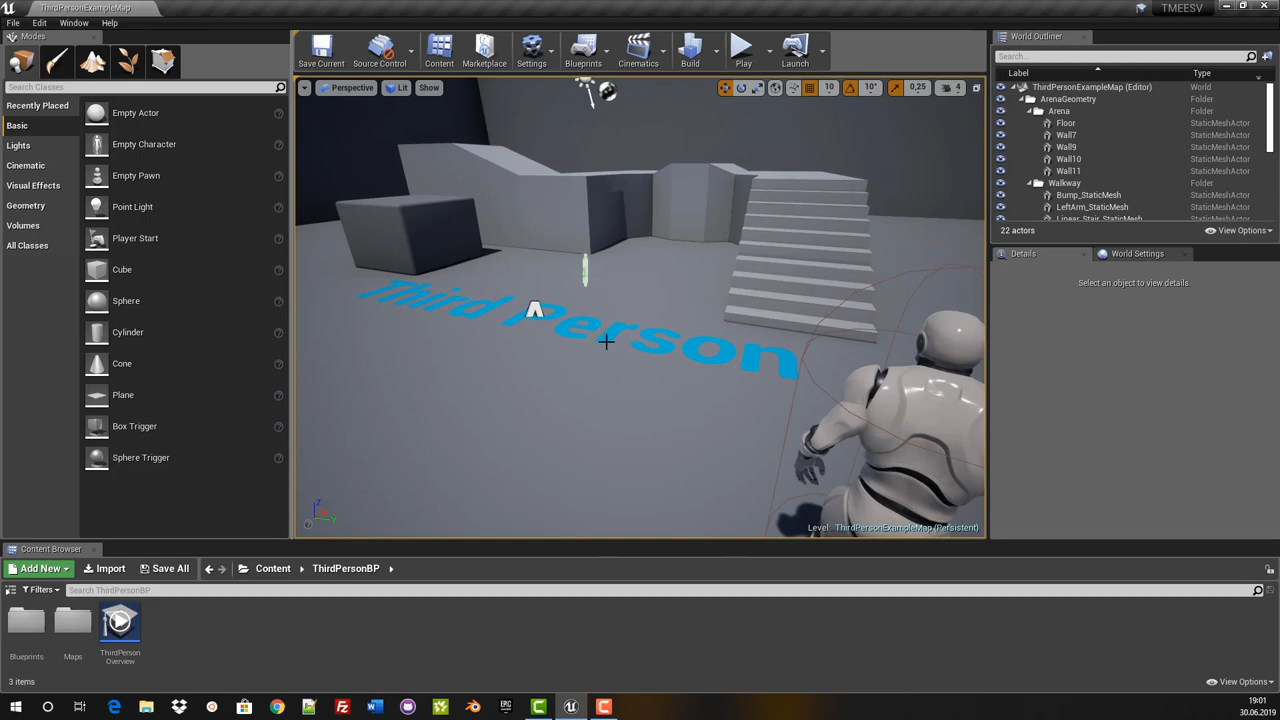 ThirdPersonExampleMap
TMEESV
File Edit Window Help
Modes
Search Classes
Recently Placed
Basic
Lights
Cinematic
Visual Effects
Geometry
Volumes
All Classes
Empty Actor
Empty Character
Empty Pawn
Point Light
Player Start
Cube
Sphere
Cylinder
Cone
Plane
Box Trigger
Sphere Trigger
Save Current
Source Control
Content
Marketplace
Settings
Blueprints
Cinematics
Build
Play
Launch
Perspective Lit Show
10 10° 0,25 4
Third Person
Level: ThirdPersonExampleMap (Persistent)
World Outliner
Search...
Label Type
ThirdPersonExampleMap (Editor) World
ArenaGeometry Folder
Arena Folder
Floor StaticMeshActor
Wall7 StaticMeshActor
Wall9 StaticMeshActor
Wall10 StaticMeshActor
Wall11 StaticMeshActor
Walkway Folder
Bump_StaticMesh StaticMeshActor
LeftArm_StaticMesh StaticMeshActor
Linear_Stair_StaticMesh StaticMeshActor
22 actors
View Options
Details World Settings
Select an object to view details.
Content Browser
Add New Import Save All Content ThirdPersonBP
Filters Search ThirdPersonBP
Blueprints
Maps
ThirdPerson
Overview
3 items
View Options
19:01
30.06.2019